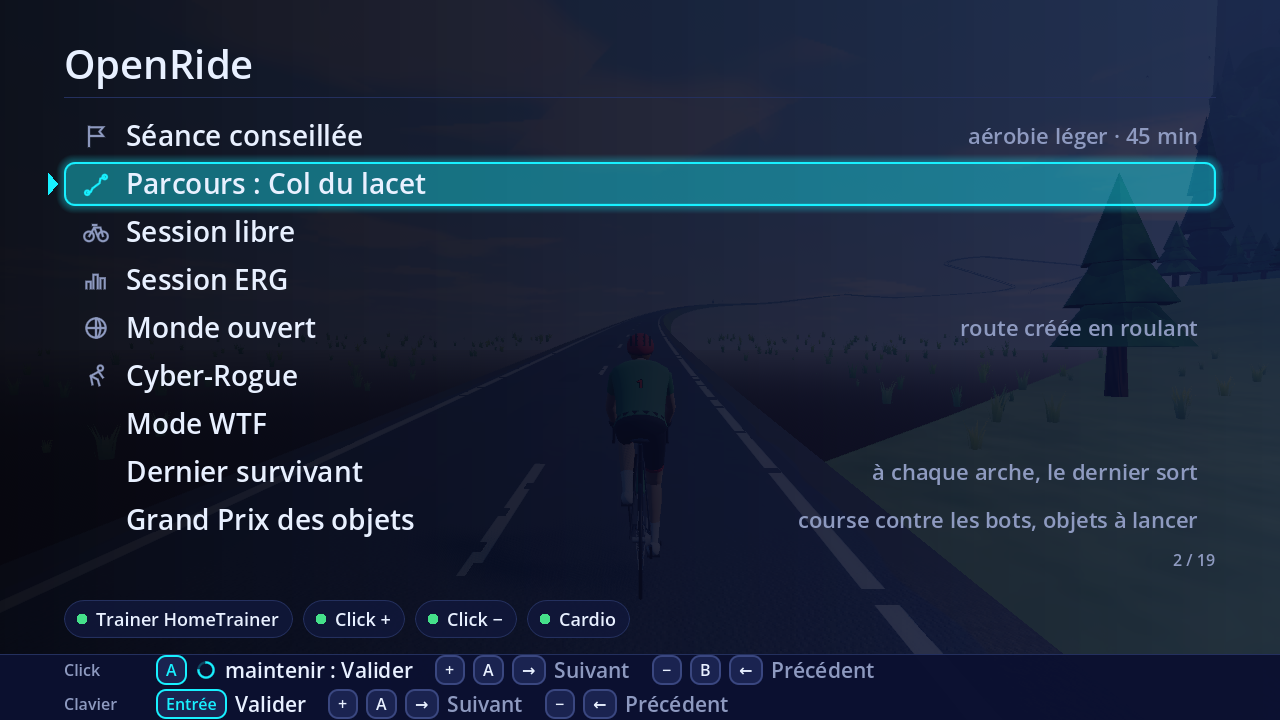 OpenRide
Séance conseillée aérobie léger · 45 min
Parcours : Col du lacet
Session libre
Session ERG
Monde ouvert route créée en roulant
Cyber-Rogue
Mode WTF
Dernier survivant à chaque arche, le dernier sort
Grand Prix des objets course contre les bots, objets à lancer
2 / 19
Trainer HomeTrainer Click + Click − Cardio
Click A maintenir : Valider + A → Suivant − B ← Précédent
Clavier Entrée Valider + A → Suivant − ← Précédent